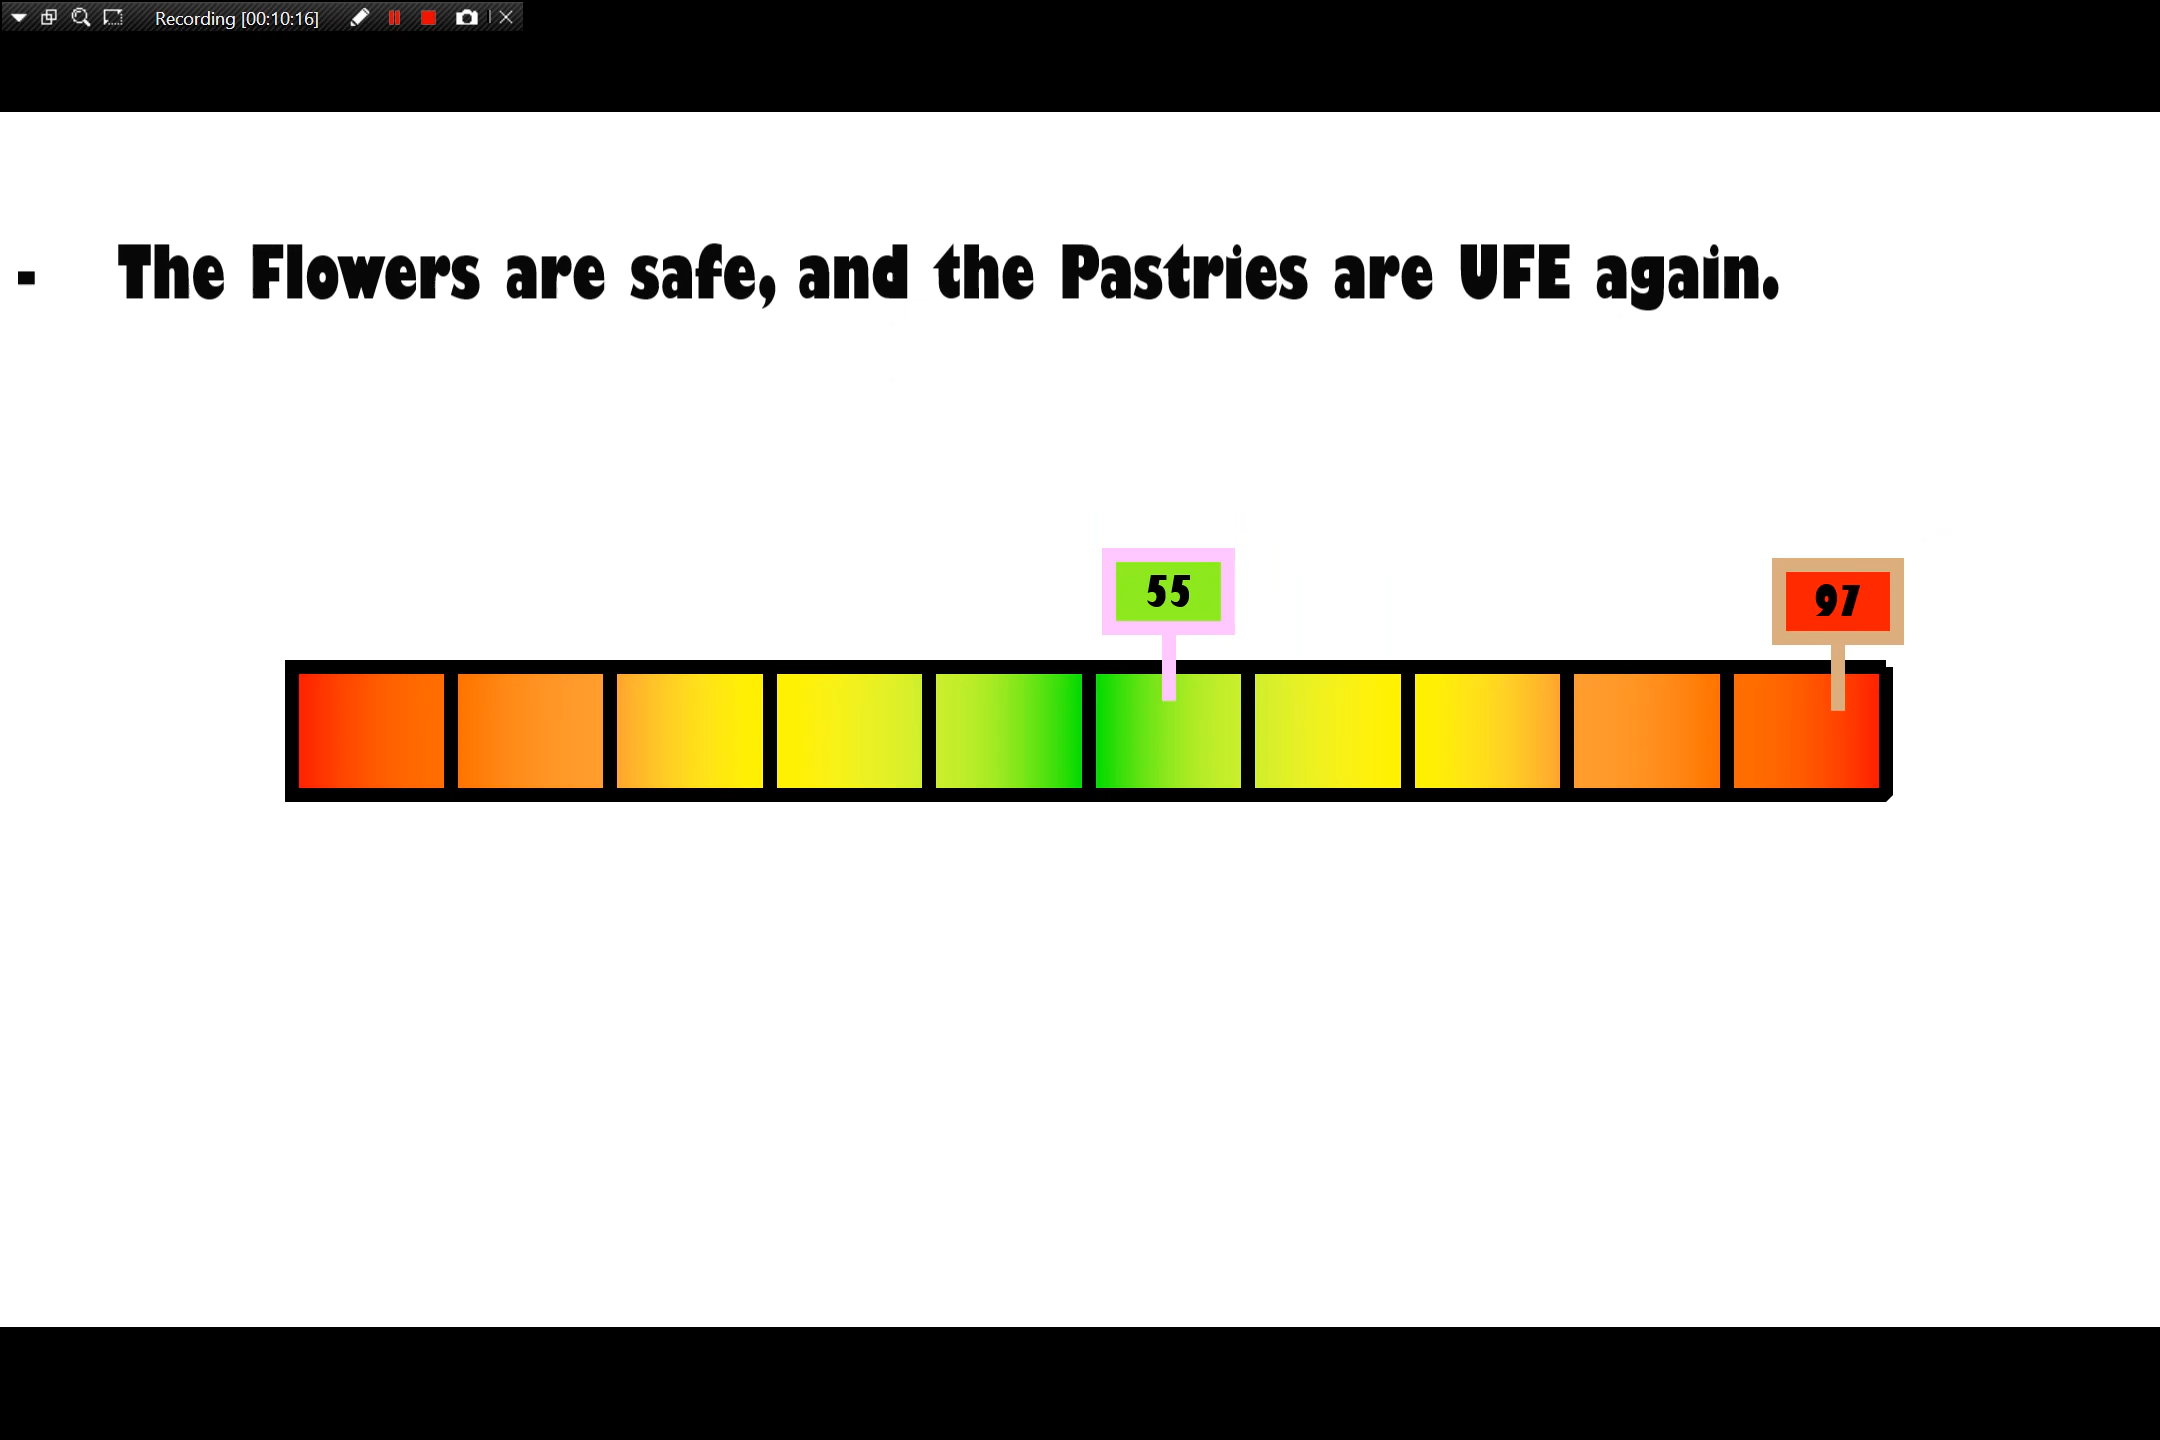 Recording [00:10:16]
- The Flowers are safe, and the Pastries are UFE again.
55
97